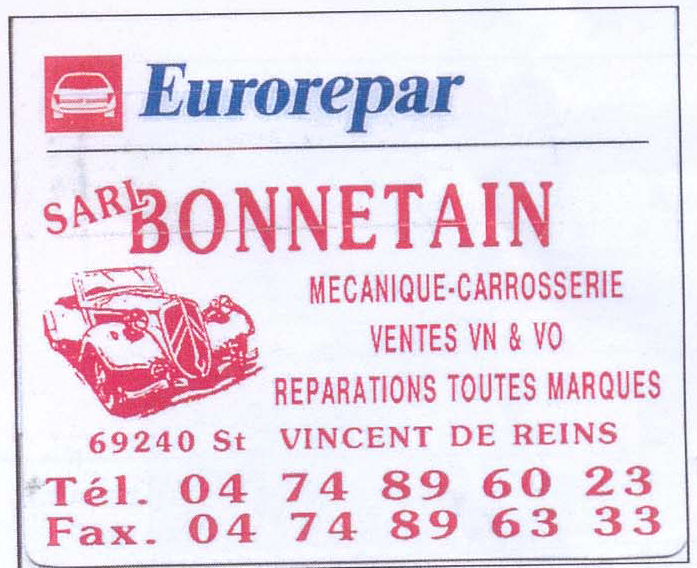 Eurorepar
SARL BONNETAIN
MECANIQUE-CARROSSERIE
VENTES VN & VO
REPARATIONS TOUTES MARQUES
69240 St VINCENT DE REINS
Tél. 04 74 89 60 23
Fax. 04 74 89 63 33